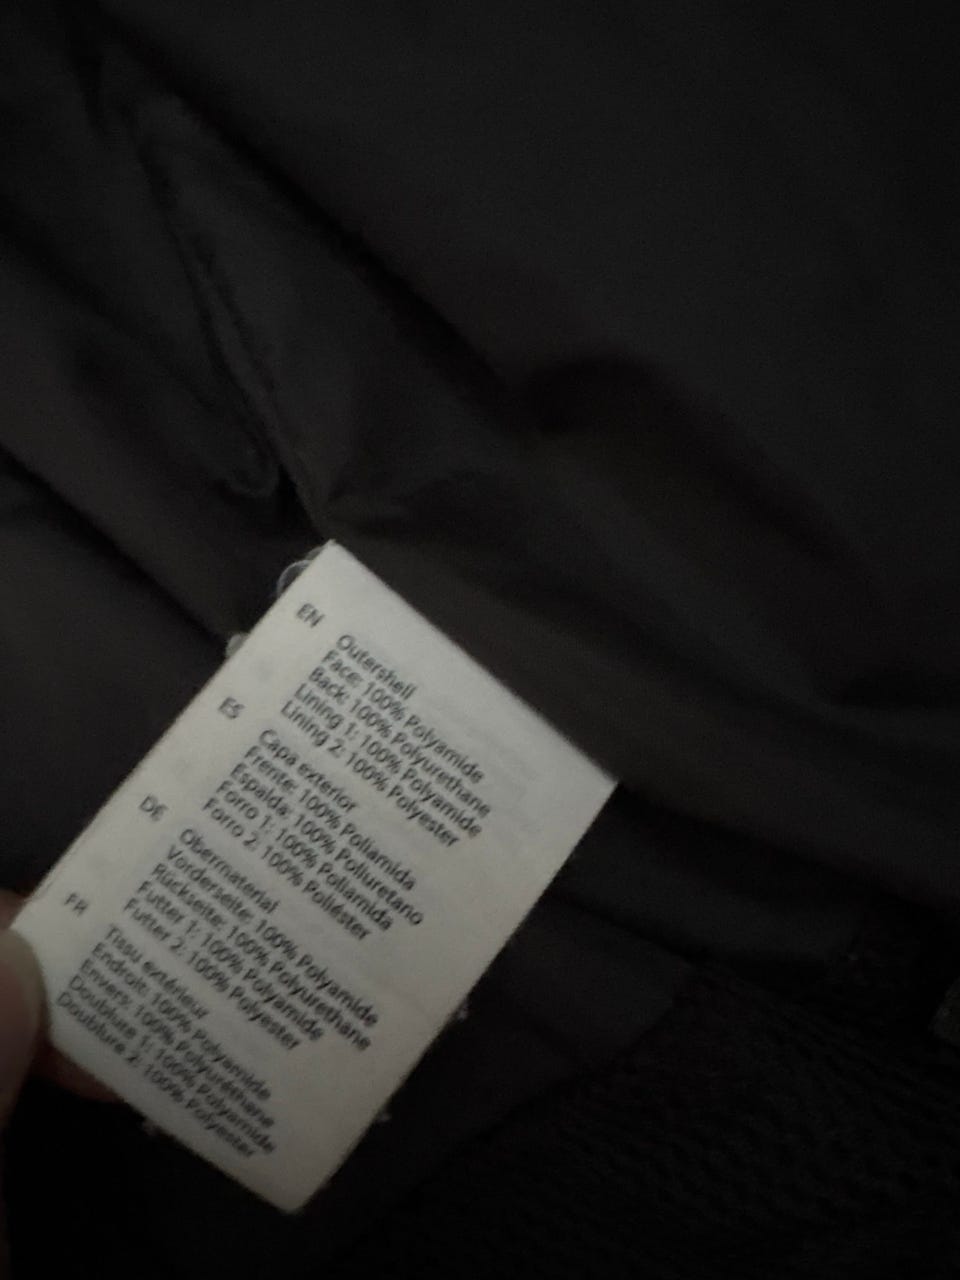 EN
Outershell
Face: 100% Polyamide
Back: 100% Polyurethane
Lining 1: 100% Polyamide
Lining 2: 100% Polyester
ES
Capa exterior
Frente: 100% Poliamida
Espalda: 100% Poliuretano
Forro 1: 100% Poliamida
Forro 2: 100% Poliéster
DE
Obermaterial
Vorderseite: 100% Polyamide
Rückseite: 100% Polyurethane
Futter 1: 100% Polyamide
Futter 2: 100% Polyester
FR
Tissu extérieur
Endroit: 100% Polyamide
Envers: 100% Polyuréthane
Doublure 1: 100% Polyamide
Doublure 2: 100% Polyester